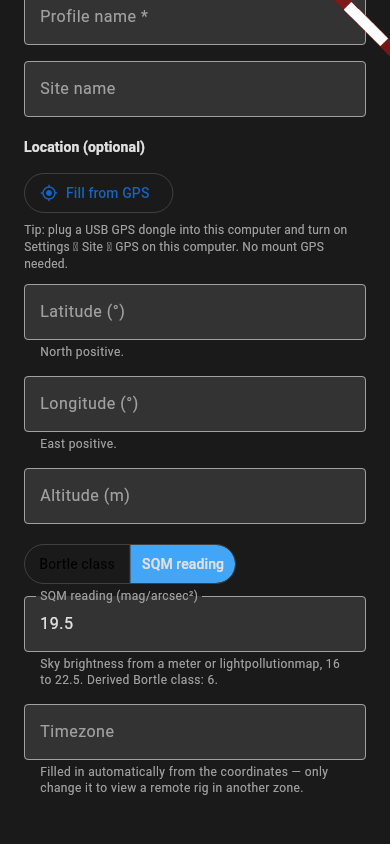 Profile name *
Site name
Location (optional)
Fill from GPS
Tip: plug a USB GPS dongle into this computer and turn on
Settings ▯ Site ▯ GPS on this computer. No mount GPS
needed.
Latitude (°)
North positive.
Longitude (°)
East positive.
Altitude (m)
Bortle class
SQM reading
SQM reading (mag/arcsec²)
19.5
Sky brightness from a meter or lightpollutionmap, 16
to 22.5. Derived Bortle class: 6.
Timezone
Filled in automatically from the coordinates — only
change it to view a remote rig in another zone.